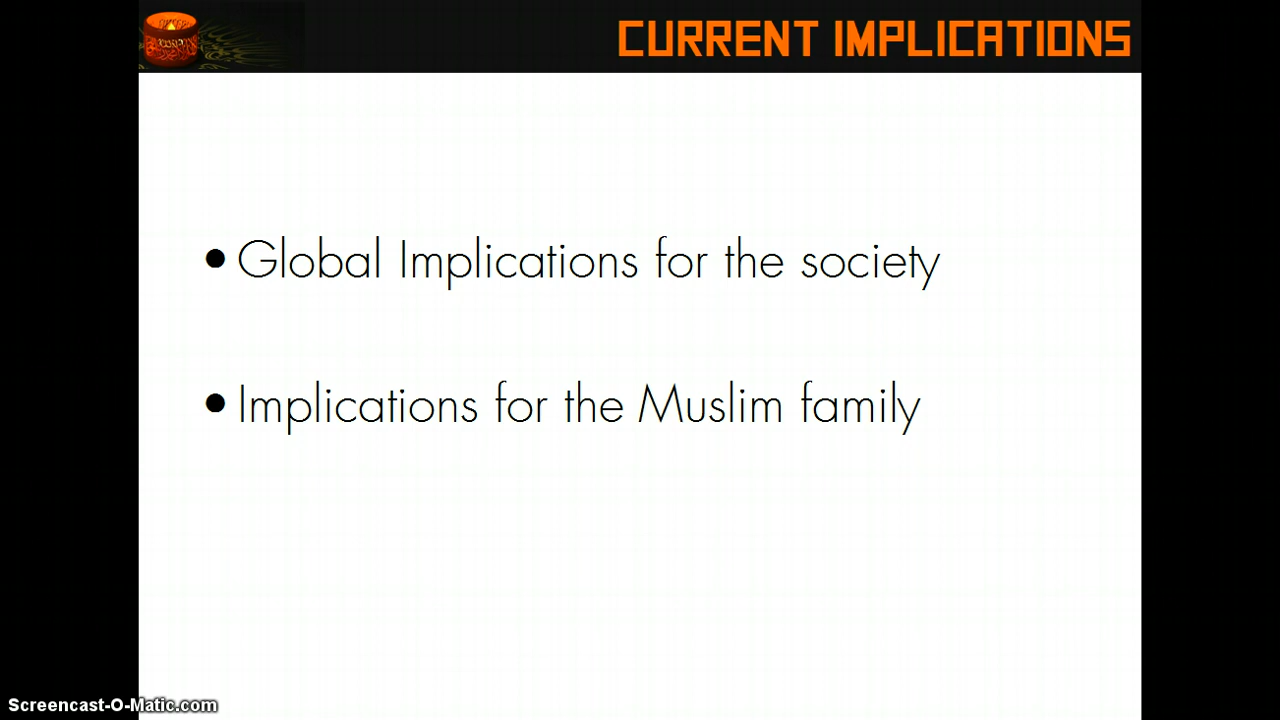 CURRENT IMPLICATIONS
• Global Implications for the society
• Implications for the Muslim family
Screencast-O-Matic.com